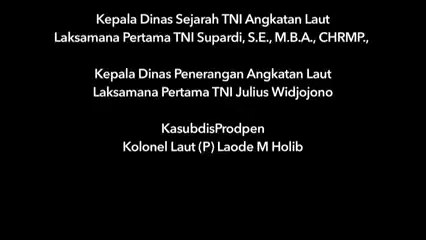 Kepala Dinas Sejarah TNI Angkatan Laut
Laksamana Pertama TNI Supardi, S.E., M.B.A., CHRMP.,
Kepala Dinas Penerangan Angkatan Laut
Laksamana Pertama TNI Julius Widjojono
KasubdisProdpen
Kolonel Laut (P) Laode M Holib